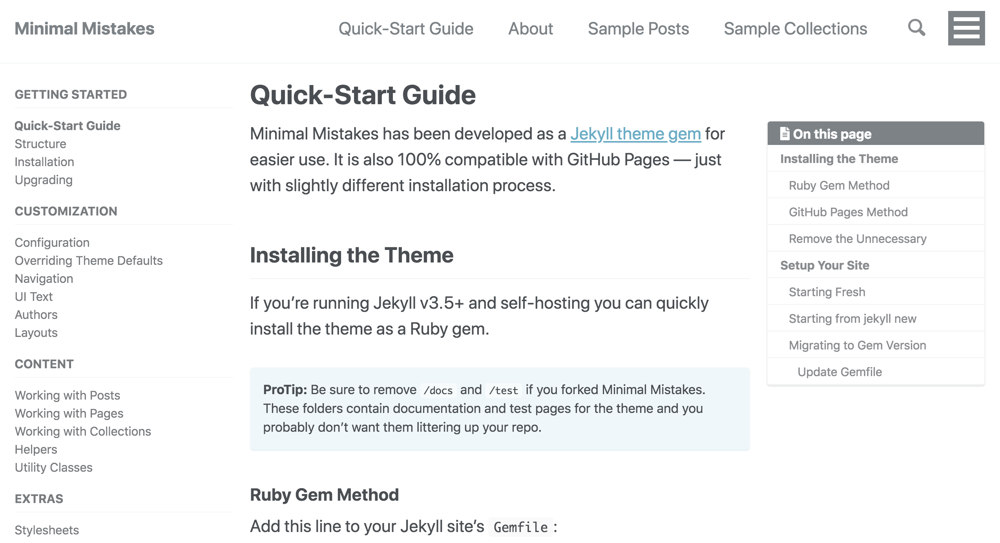 Minimal Mistakes
Quick-Start Guide
About
Sample Posts
Sample Collections
GETTING STARTED
Quick-Start Guide
Structure
Installation
Upgrading
CUSTOMIZATION
Configuration
Overriding Theme Defaults
Navigation
UI Text
Authors
Layouts
CONTENT
Working with Posts
Working with Pages
Working with Collections
Helpers
Utility Classes
EXTRAS
Stylesheets
Quick-Start Guide
Minimal Mistakes has been developed as a Jekyll theme gem for
easier use. It is also 100% compatible with GitHub Pages — just
with slightly different installation process.
Installing the Theme
If you’re running Jekyll v3.5+ and self-hosting you can quickly
install the theme as a Ruby gem.
ProTip: Be sure to remove /docs and /test if you forked Minimal Mistakes.
These folders contain documentation and test pages for the theme and you
probably don’t want them littering up your repo.
Ruby Gem Method
Add this line to your Jekyll site’s Gemfile:
On this page
Installing the Theme
Ruby Gem Method
GitHub Pages Method
Remove the Unnecessary
Setup Your Site
Starting Fresh
Starting from jekyll new
Migrating to Gem Version
Update Gemfile